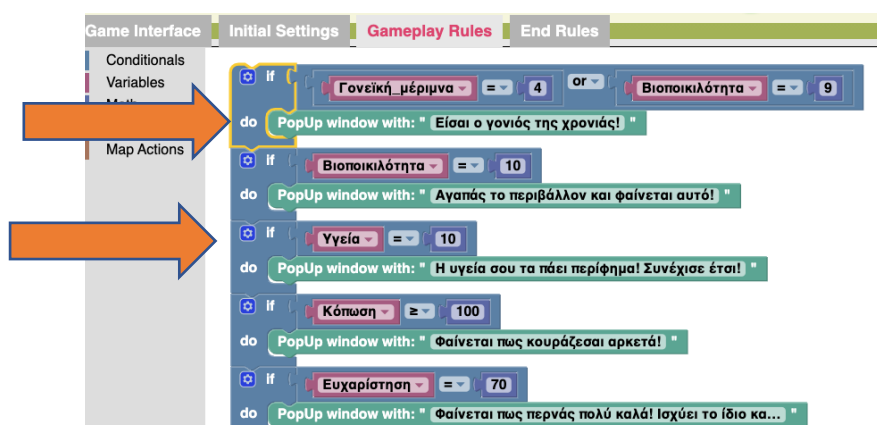 Game Interface Initial Settings Gameplay Rules End Rules
Conditionals
Variables
Map Actions
if Γονεϊκή_μέριμνα = 4 or Βιοποικιλότητα = 9
do PopUp window with: " Είσαι ο γονιός της χρονιάς! "
if Βιοποικιλότητα = 10
do PopUp window with: " Αγαπάς το περιβάλλον και φαίνεται αυτό! "
if Υγεία = 10
do PopUp window with: " Η υγεία σου τα πάει περίφημα! Συνέχισε έτσι! "
if Κόπωση ≥ 100
do PopUp window with: " Φαίνεται πως κουράζεσαι αρκετά! "
if Ευχαρίστηση = 70
do PopUp window with: " Φαίνεται πως περνάς πολύ καλά! Ισχύει το ίδιο κα... "